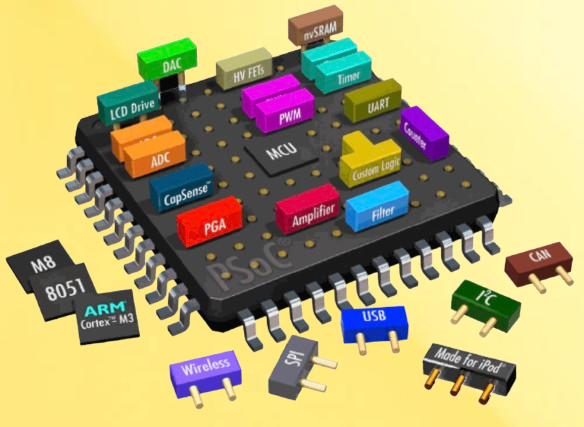 nvSRAM
DAC
HV FETs
Timer
LCD Drive
PWM
UART
Counter
ADC
MCU
Custom Logic
CapSense
PGA
Amplifier
Filter
PSoC®
M8
8051
ARM
Cortex™-M3
CAN
I²C
USB
Wireless
SPI
Made for iPod®